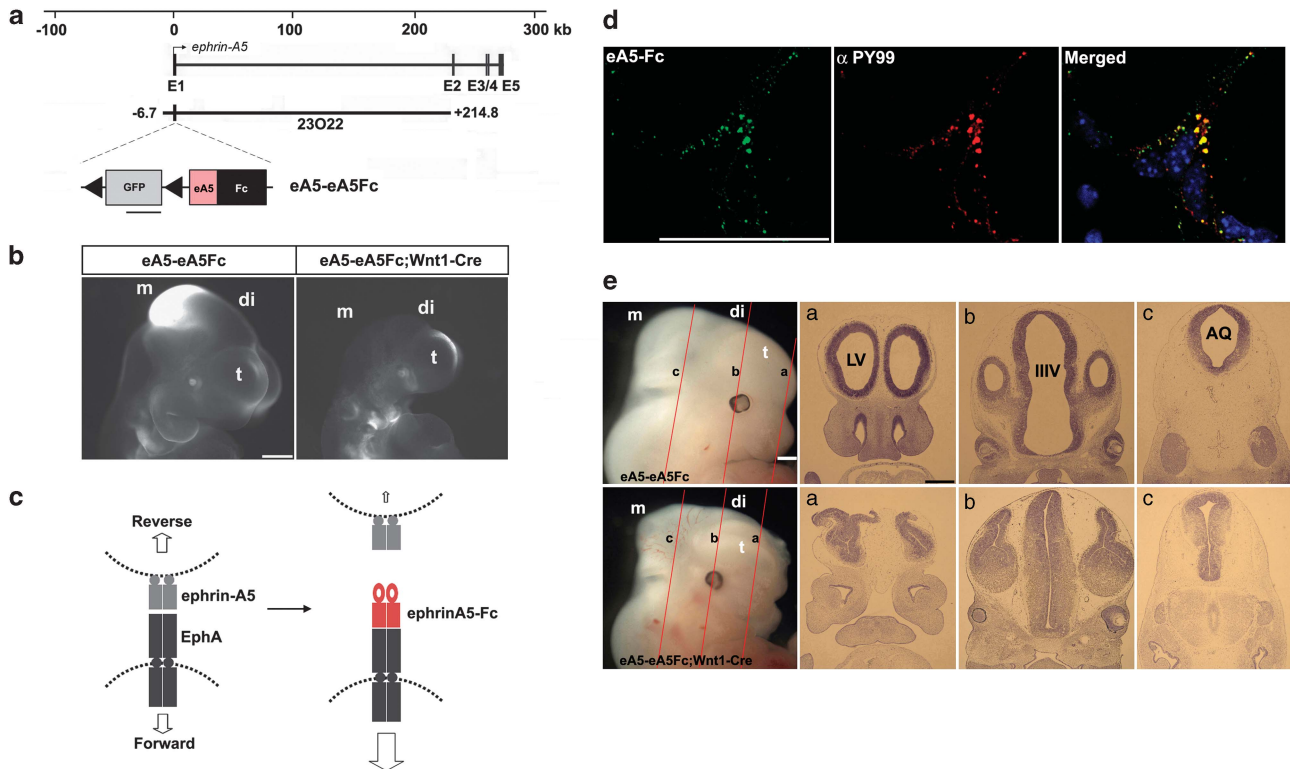 a
-100 0 100 200 300 kb
ephrin-A5
E1 E2 E3/4 E5
-6.7 23O22 +214.8
GFP eA5 Fc eA5-eA5Fc
b
eA5-eA5Fc eA5-eA5Fc;Wnt1-Cre
m di t
m di t
c
Reverse
ephrin-A5
EphA
Forward
ephrinA5-Fc
d
eA5-Fc α PY99 Merged
e
m di t
c b a
eA5-eA5Fc
a
LV
b
IIIV
c
AQ
m di t
c b a
eA5-eA5Fc;Wnt1-Cre
a
b
c